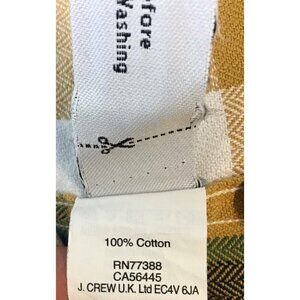 efore
Washing
100% Cotton
RN77388
CA56445
J. CREW U.K. Ltd EC4V 6JA